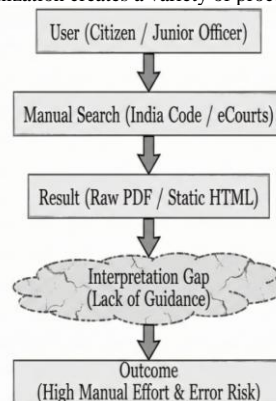 User (Citizen / Junior Officer)
Manual Search (India Code / eCourts)
Result (Raw PDF / Static HTML)
Interpretation Gap
(Lack of Guidance)
Outcome
(High Manual Effort & Error Risk)